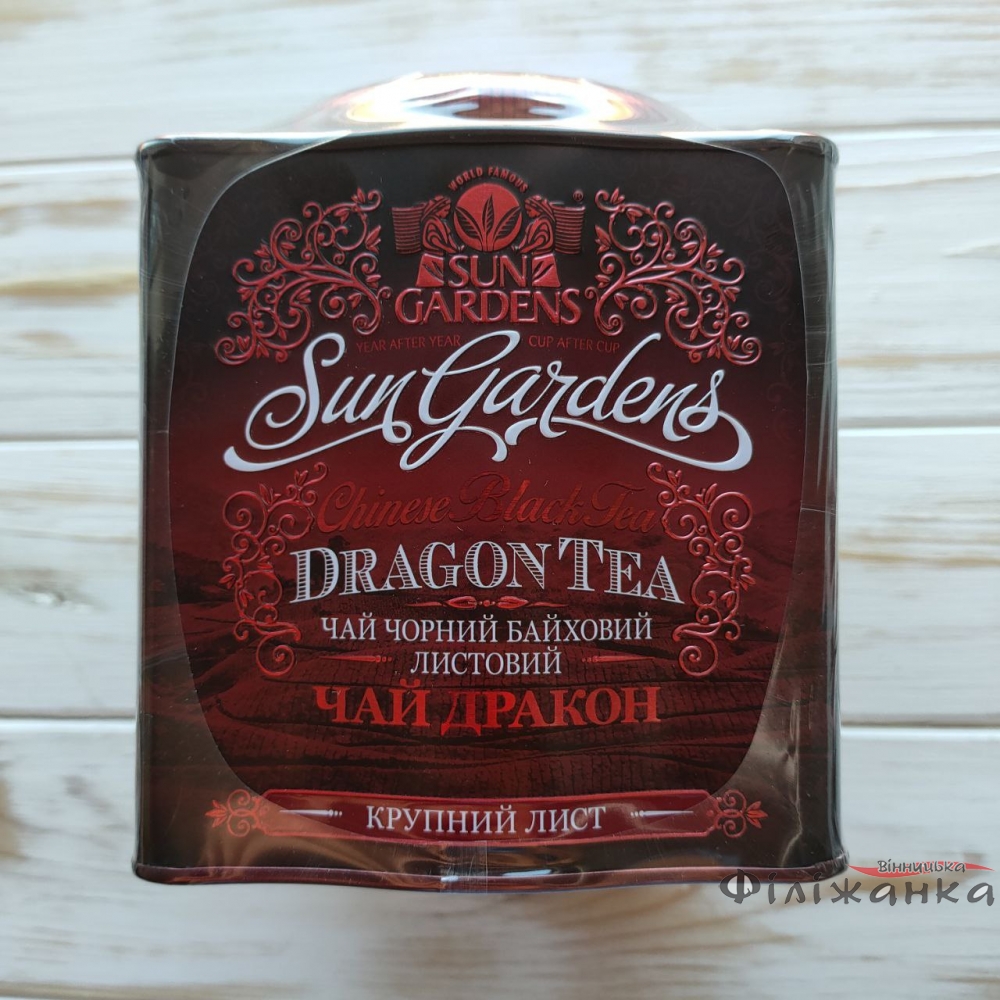 WORLD FAMOUS
SUN
GARDENS
YEAR AFTER YEAR CUP AFTER CUP
Sun Gardens
Chinese Black Tea
DRAGON TEA
ЧАЙ ЧОРНИЙ БАЙХОВИЙ
ЛИСТОВИЙ
ЧАЙ ДРАКОН
КРУПНИЙ ЛИСТ
Вінницька
Філіжанка